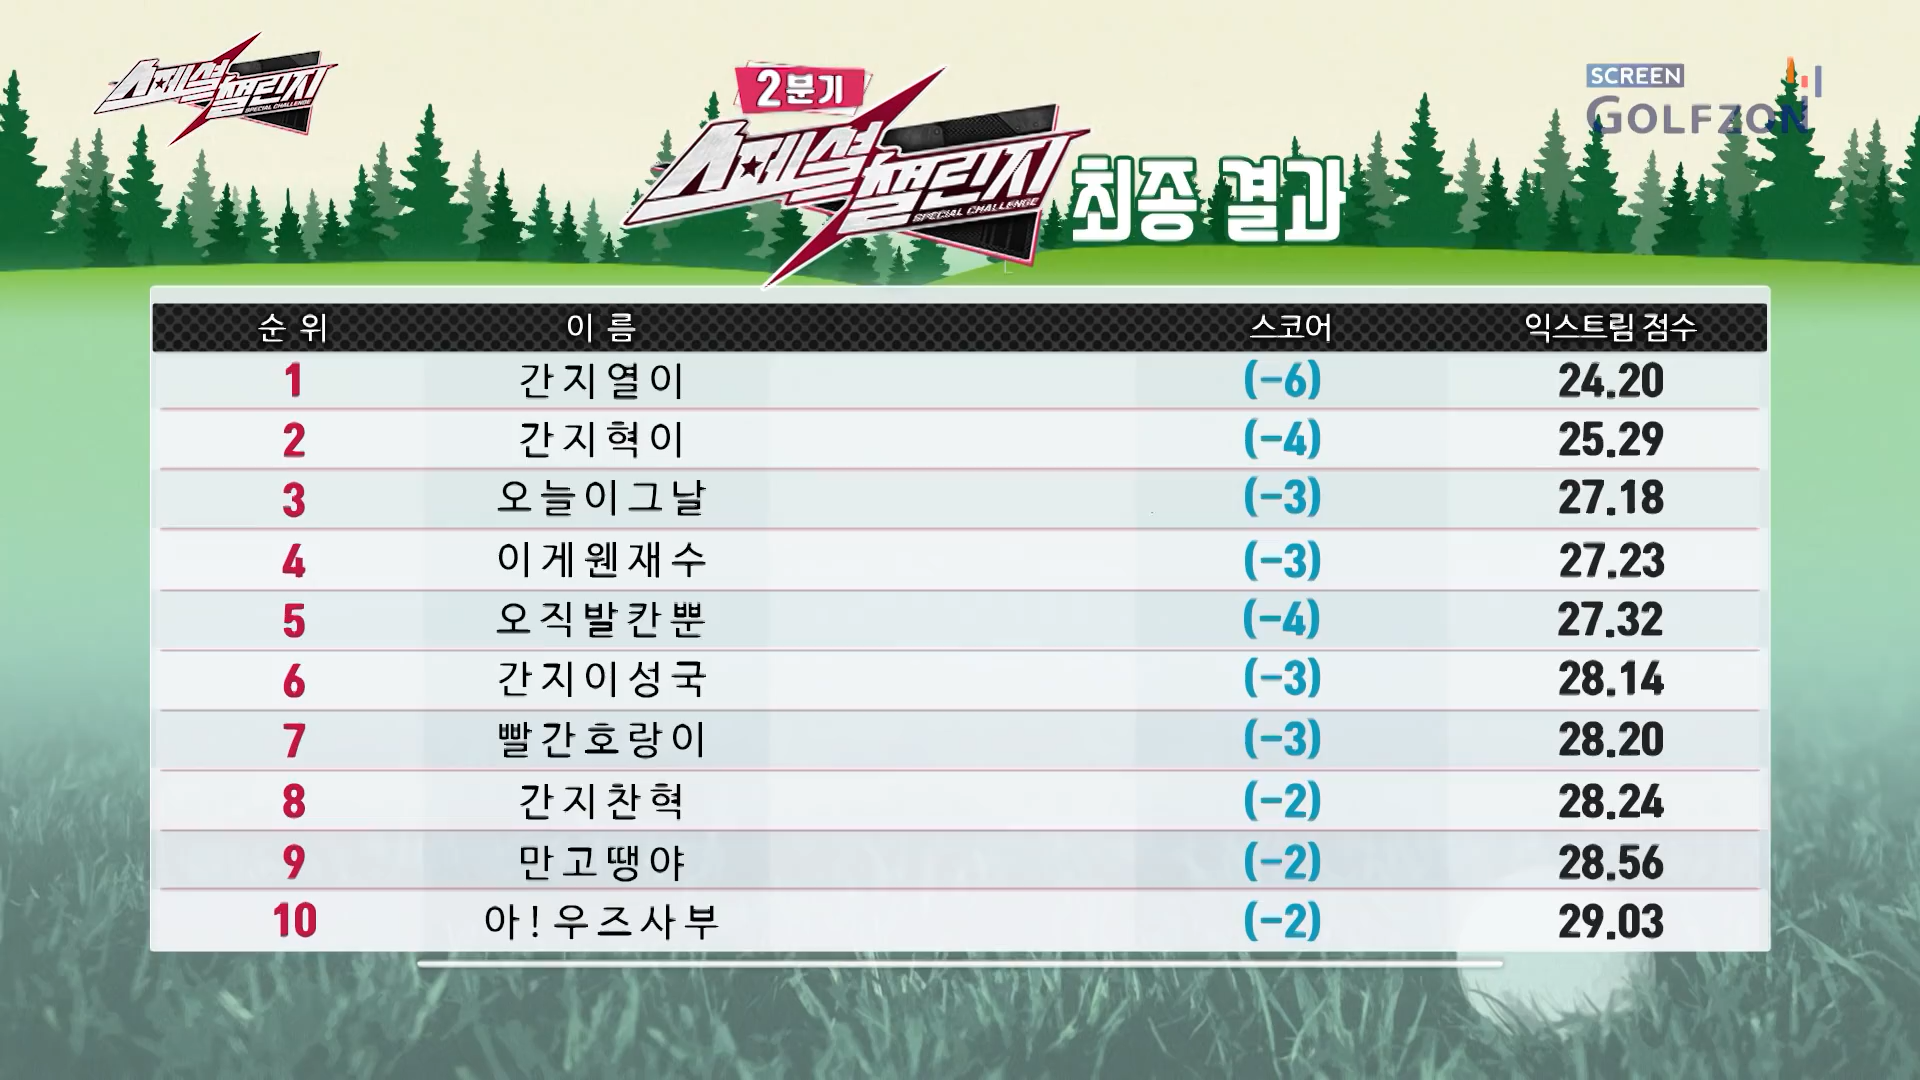 스페셜 챌린지
SPECIAL CHALLENGE
2분기
스페셜 챌린지
SPECIAL CHALLENGE
최종 결과
SCREEN
GOLFZON
순 위 이 름 스코어 익스트림 점수
1 간지열이 (-6) 24.20
2 간지혁이 (-4) 25.29
3 오늘이그날 (-3) 27.18
4 이게웬재수 (-3) 27.23
5 오직발칸뿐 (-4) 27.32
6 간지이성국 (-3) 28.14
7 빨간호랑이 (-3) 28.20
8 간지찬혁 (-2) 28.24
9 만고땡야 (-2) 28.56
10 아! 우즈사부 (-2) 29.03